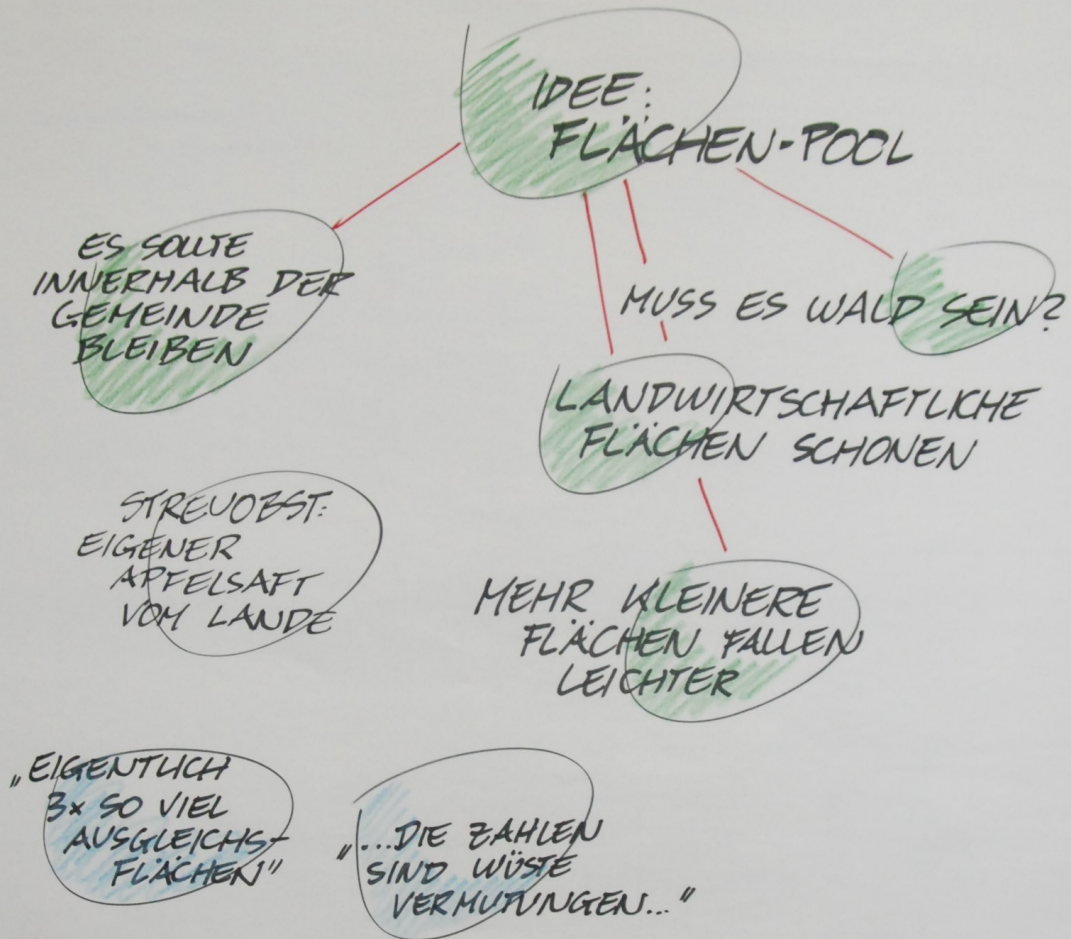 IDEE:
FLÄCHEN-POOL
ES SOLLTE
INNERHALB DER
GEMEINDE
BLEIBEN
MUSS ES WALD SEIN?
LANDWIRTSCHAFTLICHE
FLÄCHEN SCHONEN
STREUOBST:
EIGENER
APFELSAFT
VOM LANDE
MEHR KLEINERE
FLÄCHEN FALLEN
LEICHTER
„EIGENTLICH
3x SO VIEL
AUSGLEICHS-
FLÄCHEN"
„...DIE ZAHLEN
SIND WÜSTE
VERMUTUNGEN..."